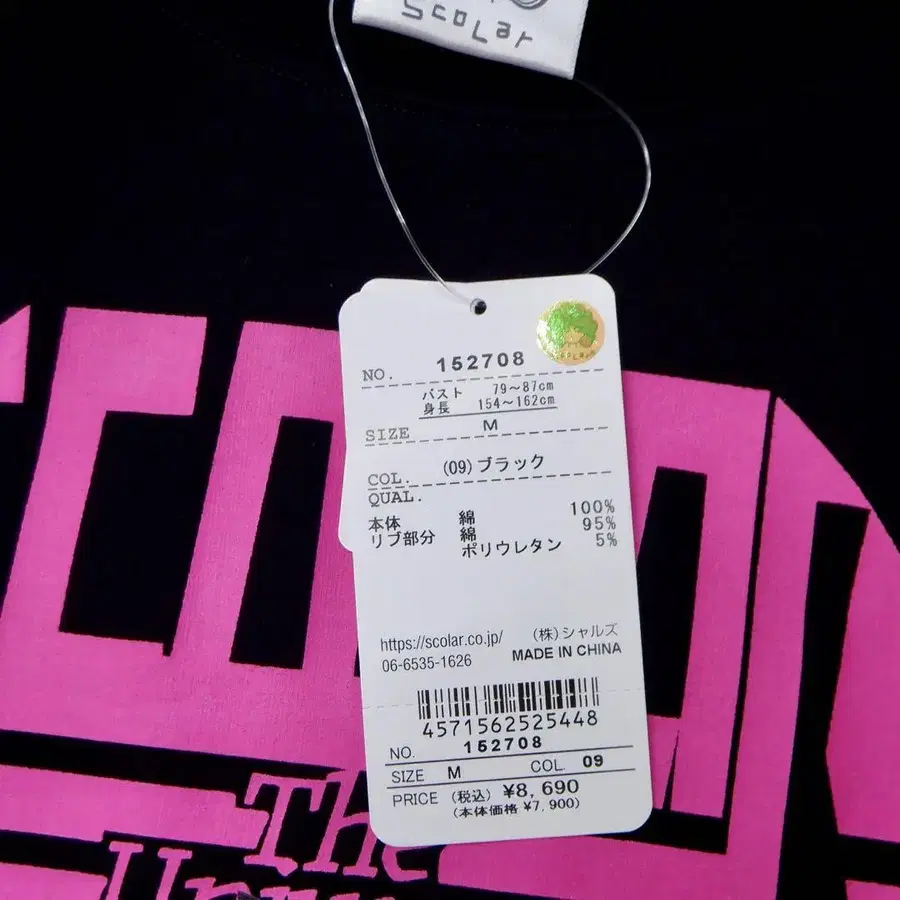 ScoLar
NO. 152708
バスト 79～87cm
身長 154～162cm
SIZE M
COL. (09)ブラック
QUAL.
本体 綿 100%
リブ部分 綿 95%
ポリウレタン 5%
https://scolar.co.jp/ (株)シャルズ
06-6535-1626 MADE IN CHINA
4571562525448
NO. 152708
SIZE M COL. 09
PRICE (税込) ¥8,690
(本体価格 ¥7,900)
The